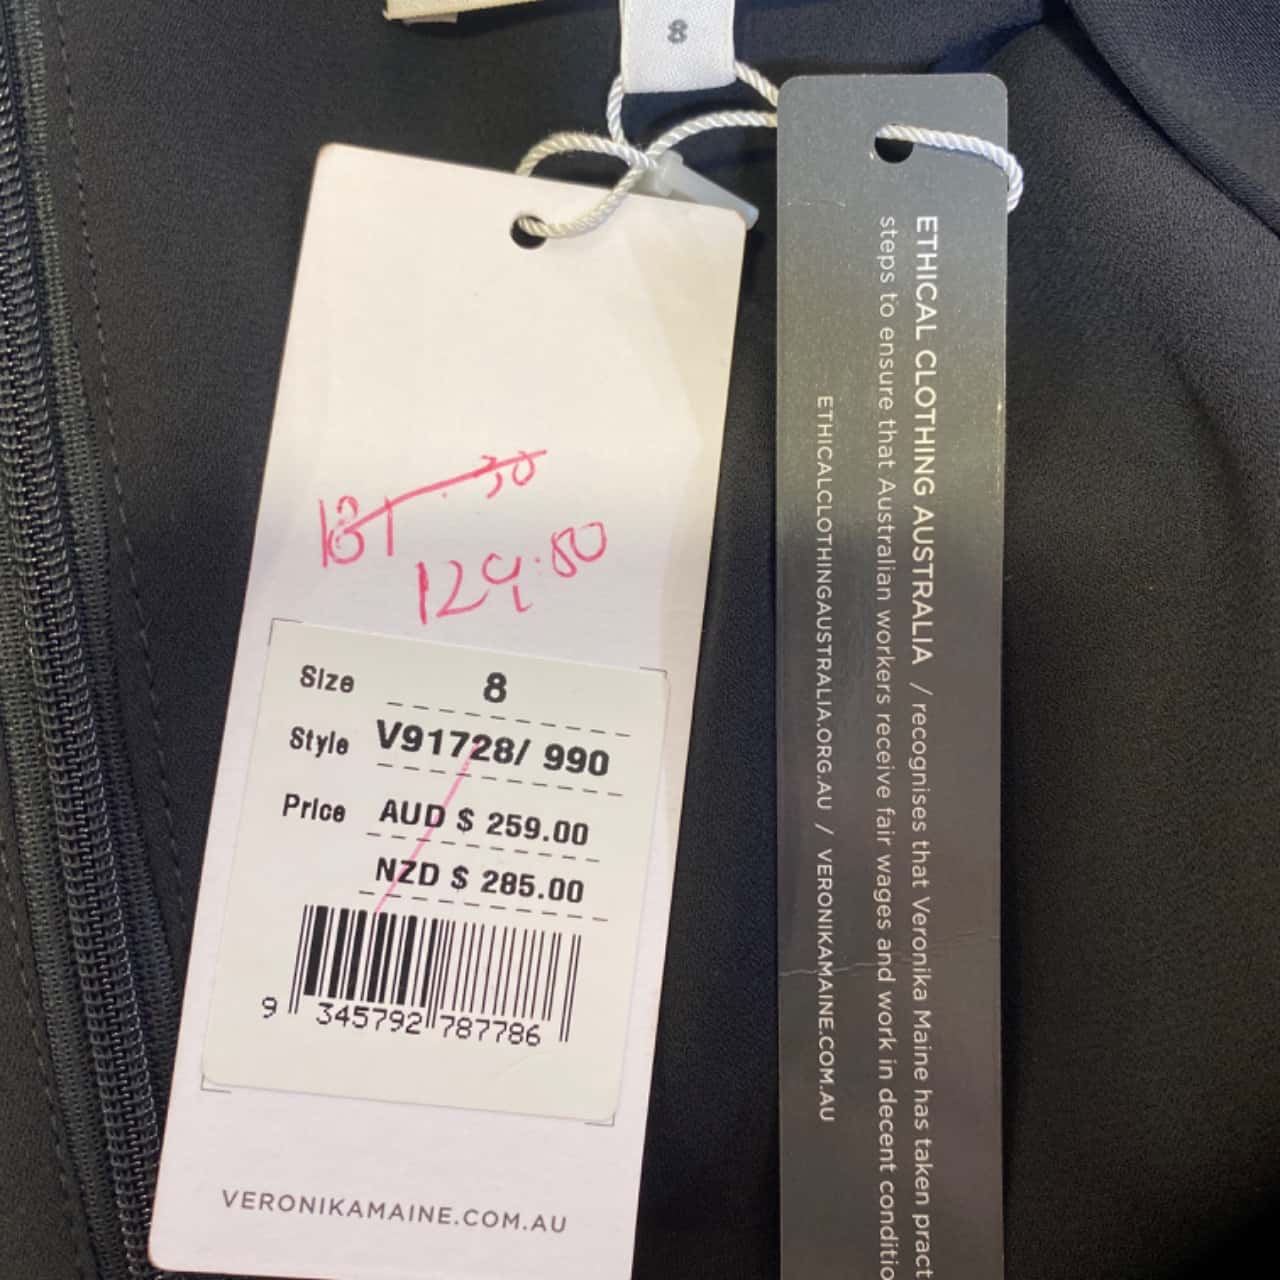 8
181.30
129.50
Size 8
Style V91728/ 990
Price AUD $ 259.00
NZD $ 285.00
9 345792 787786
VERONIKAMAINE.COM.AU
ETHICAL CLOTHING AUSTRALIA / recognises that Veronika Maine has taken pract
steps to ensure that Australian workers receive fair wages and work in decent conditio
ETHICALCLOTHINGAUSTRALIA.ORG.AU / VERONIKAMAINE.COM.AU